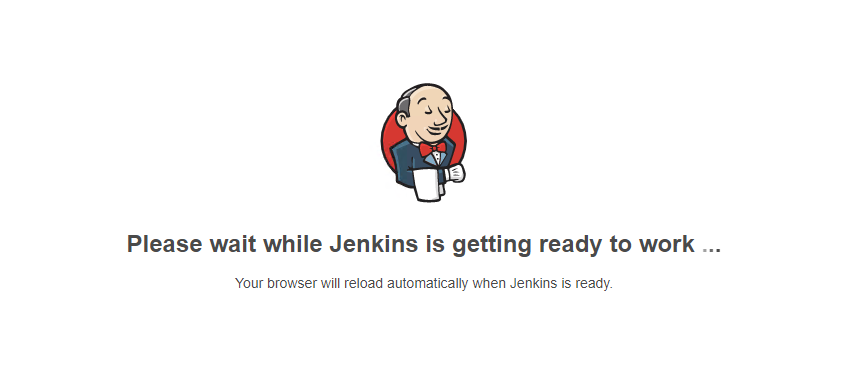 Please wait while Jenkins is getting ready to work ...
Your browser will reload automatically when Jenkins is ready.